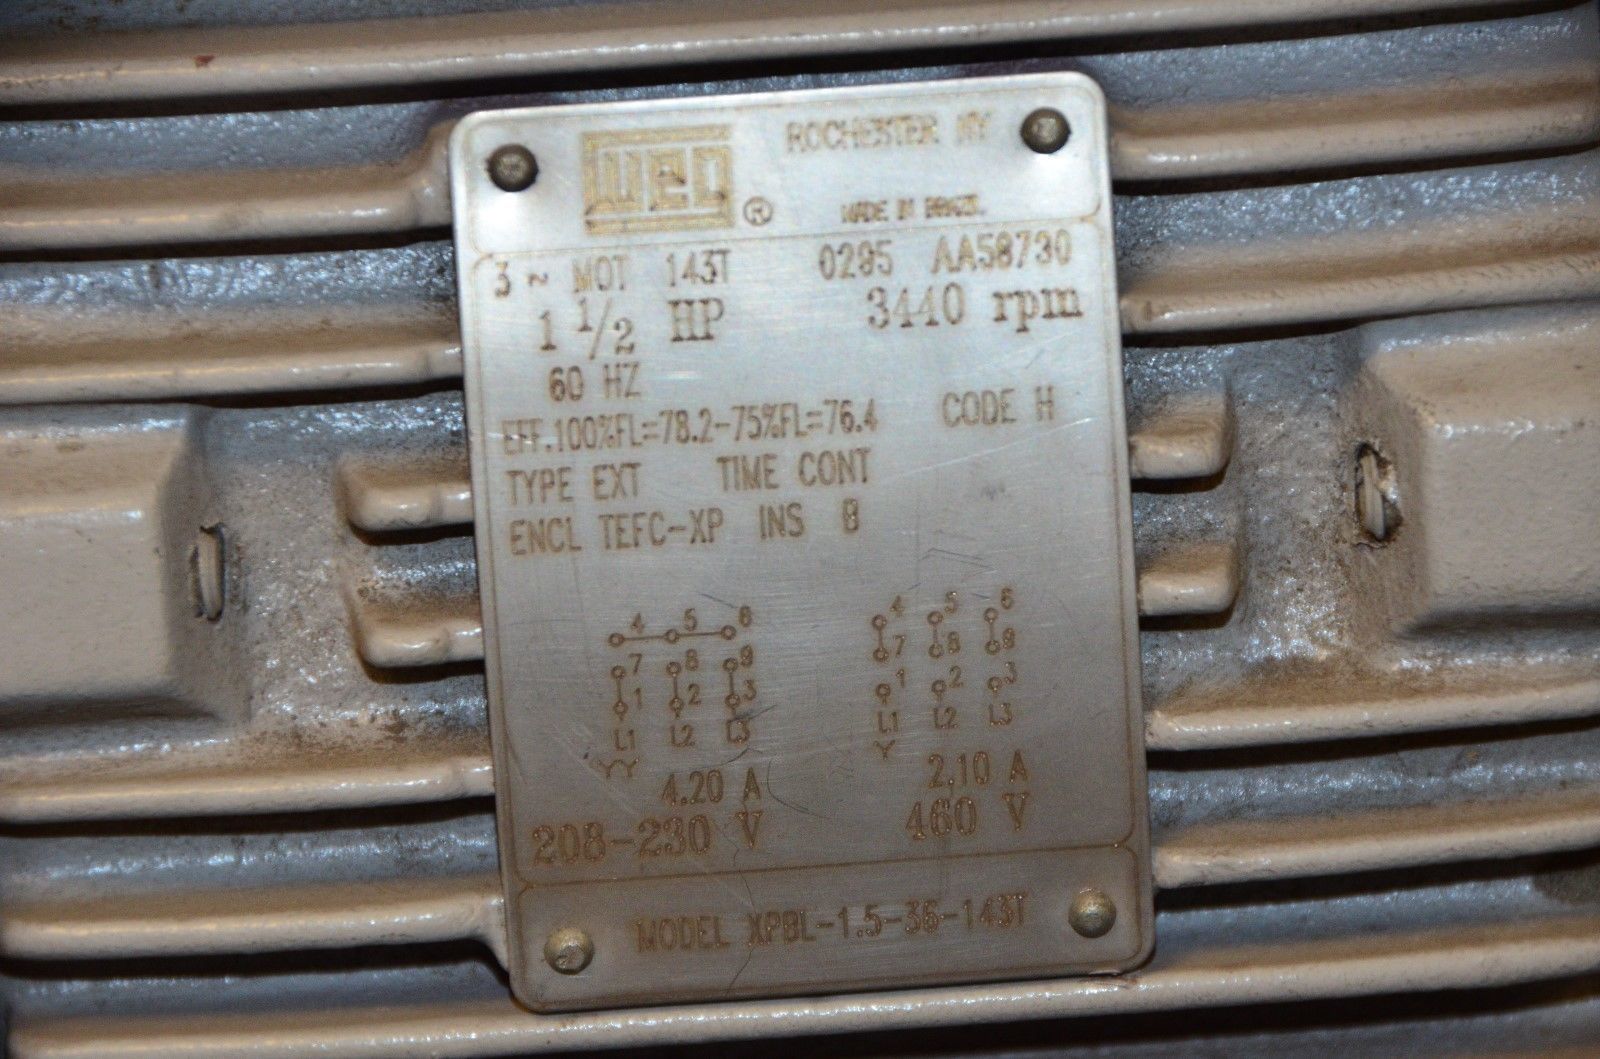 WEG ® ROCHESTER NY
MADE IN BRAZIL
3 ~ MOT 143T 0295 AA58730
1 1/2 HP 3440 rpm
60 HZ
EFF.100%FL=78.2-75%FL=76.4 CODE H
TYPE EXT TIME CONT
ENCL TEFC-XP INS B
4 5 6 4 5 6
7 8 9 7 8 9
1 2 3 1 2 3
L1 L2 L3 L1 L2 L3
YY Y
4.20 A 2.10 A
208-230 V 460 V
MODEL XPBL-1.5-36-143T